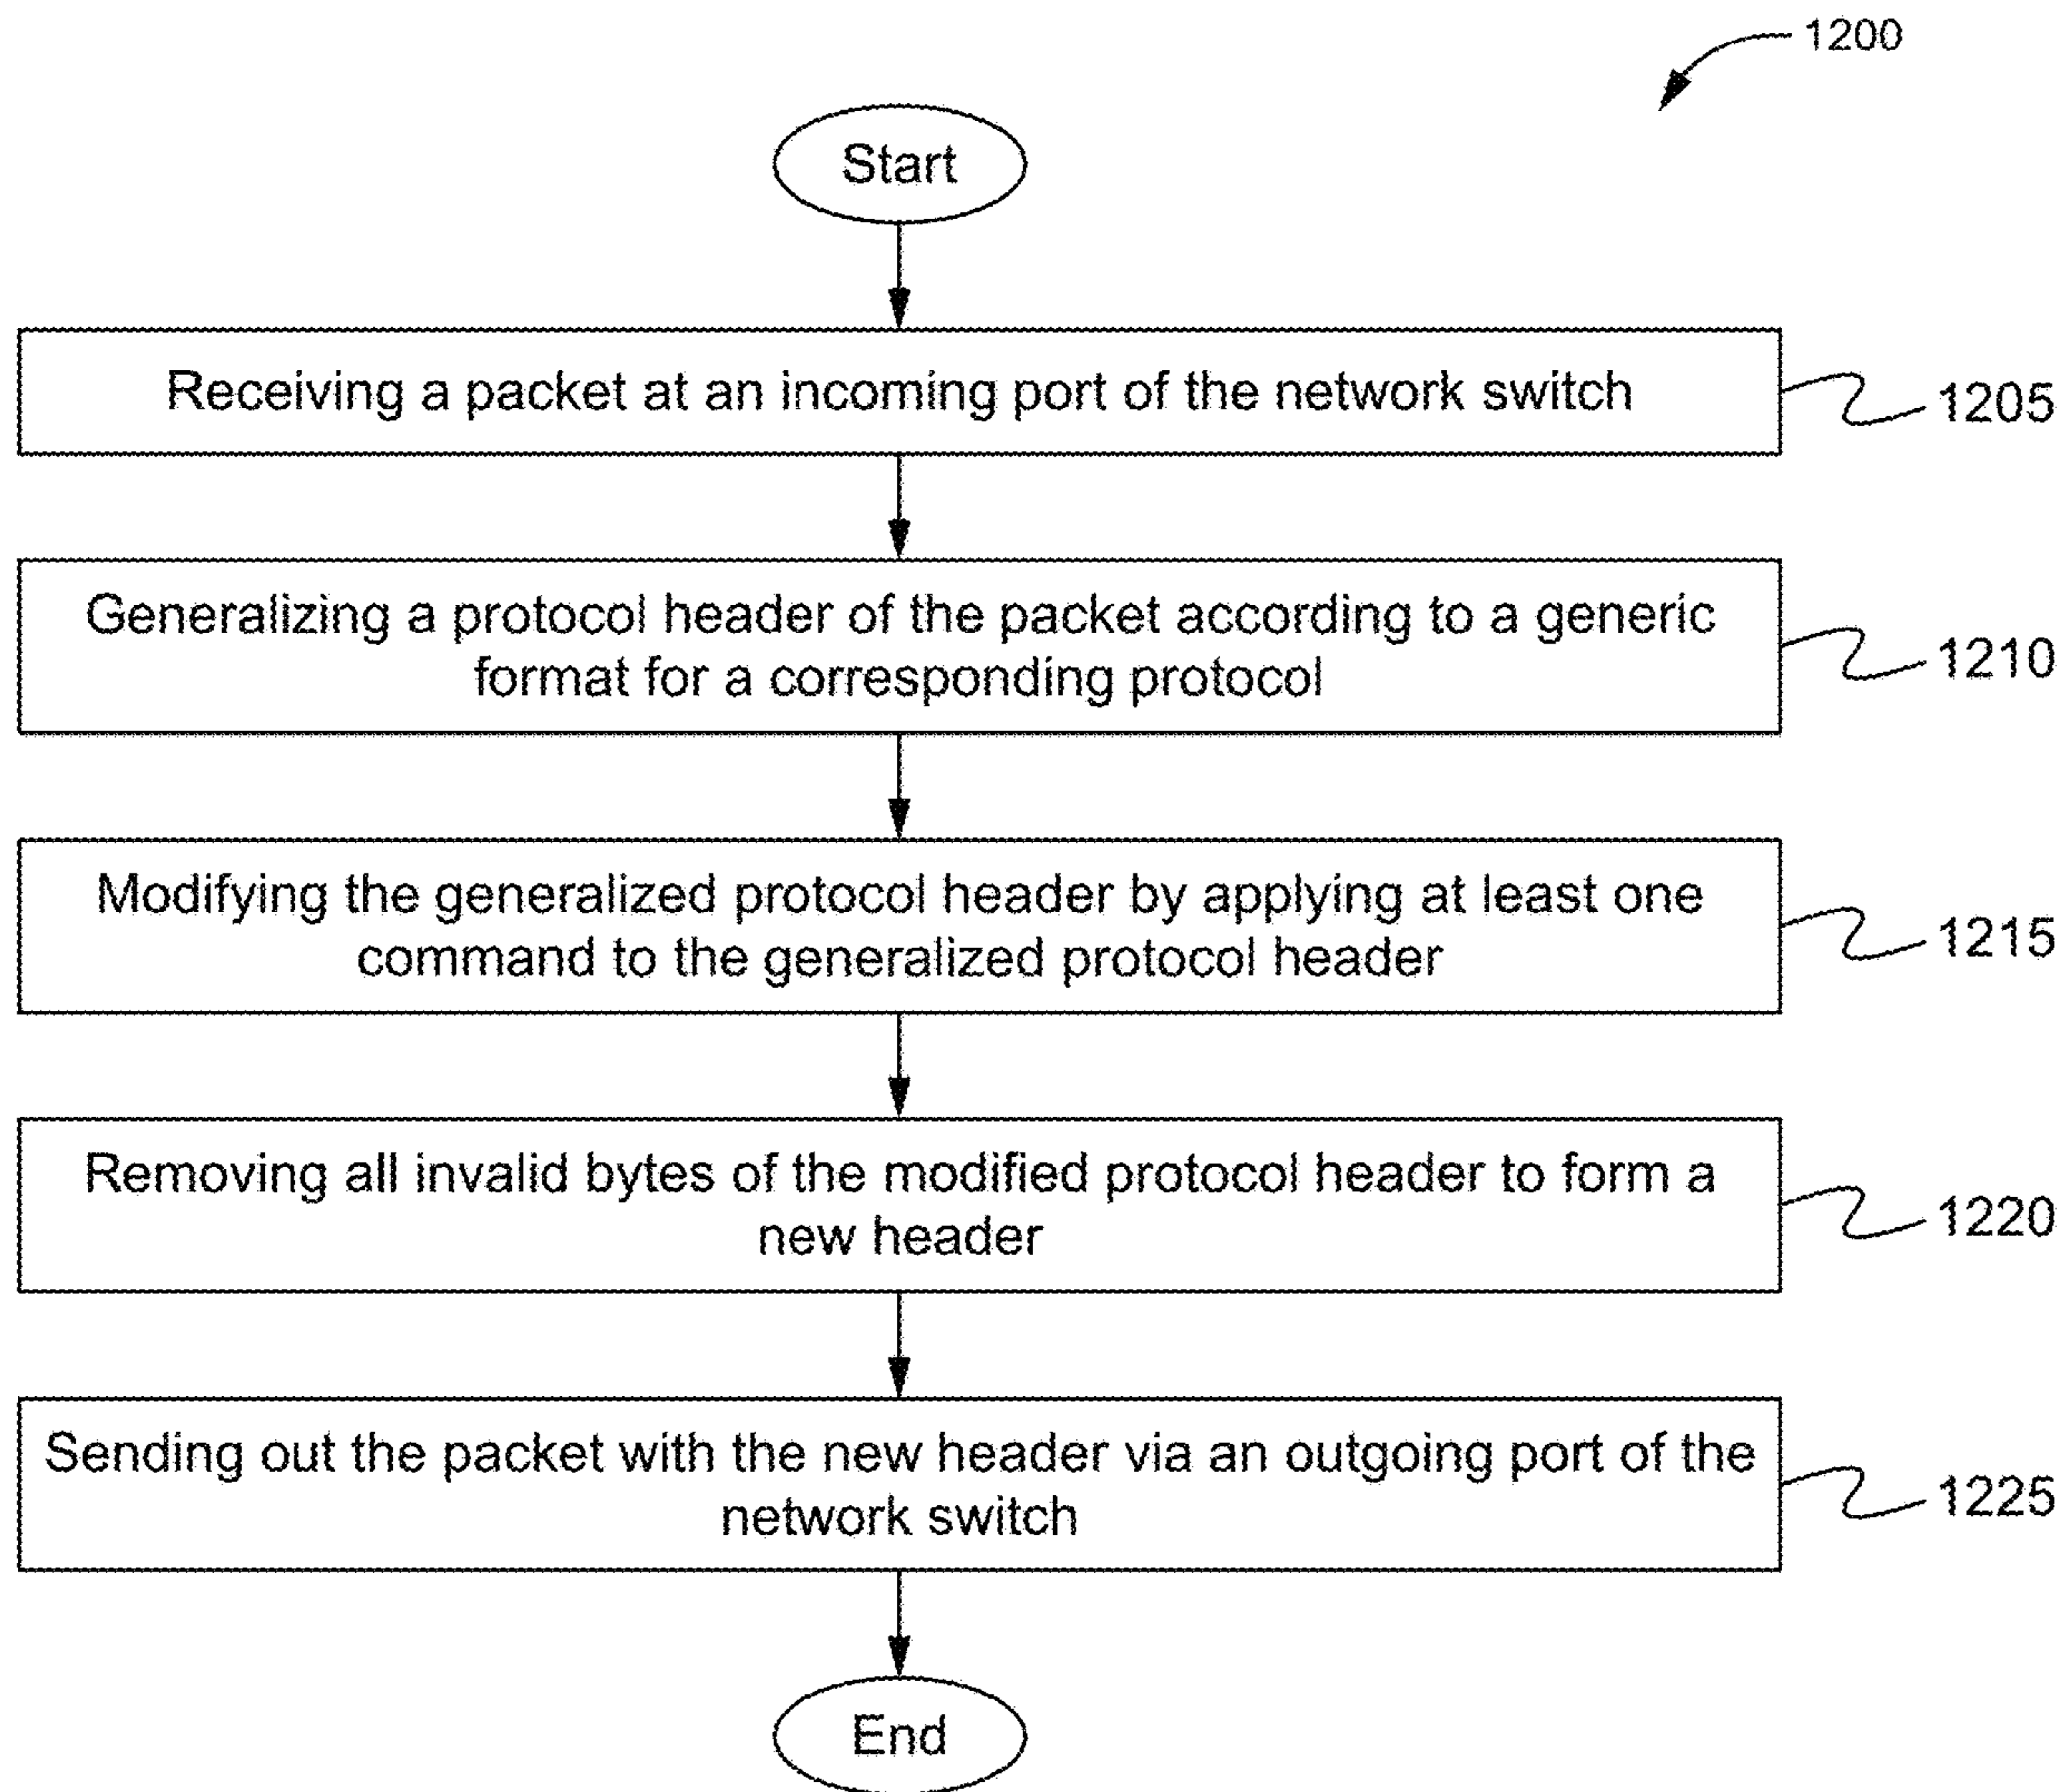 1200
Start
Receiving a packet at an incoming port of the network switch
1205
Generalizing a protocol header of the packet according to a generic
format for a corresponding protocol
1210
Modifying the generalized protocol header by applying at least one
command to the generalized protocol header
1215
Removing all invalid bytes of the modified protocol header to form a
new header
1220
Sending out the packet with the new header via an outgoing port of the
network switch
1225
End